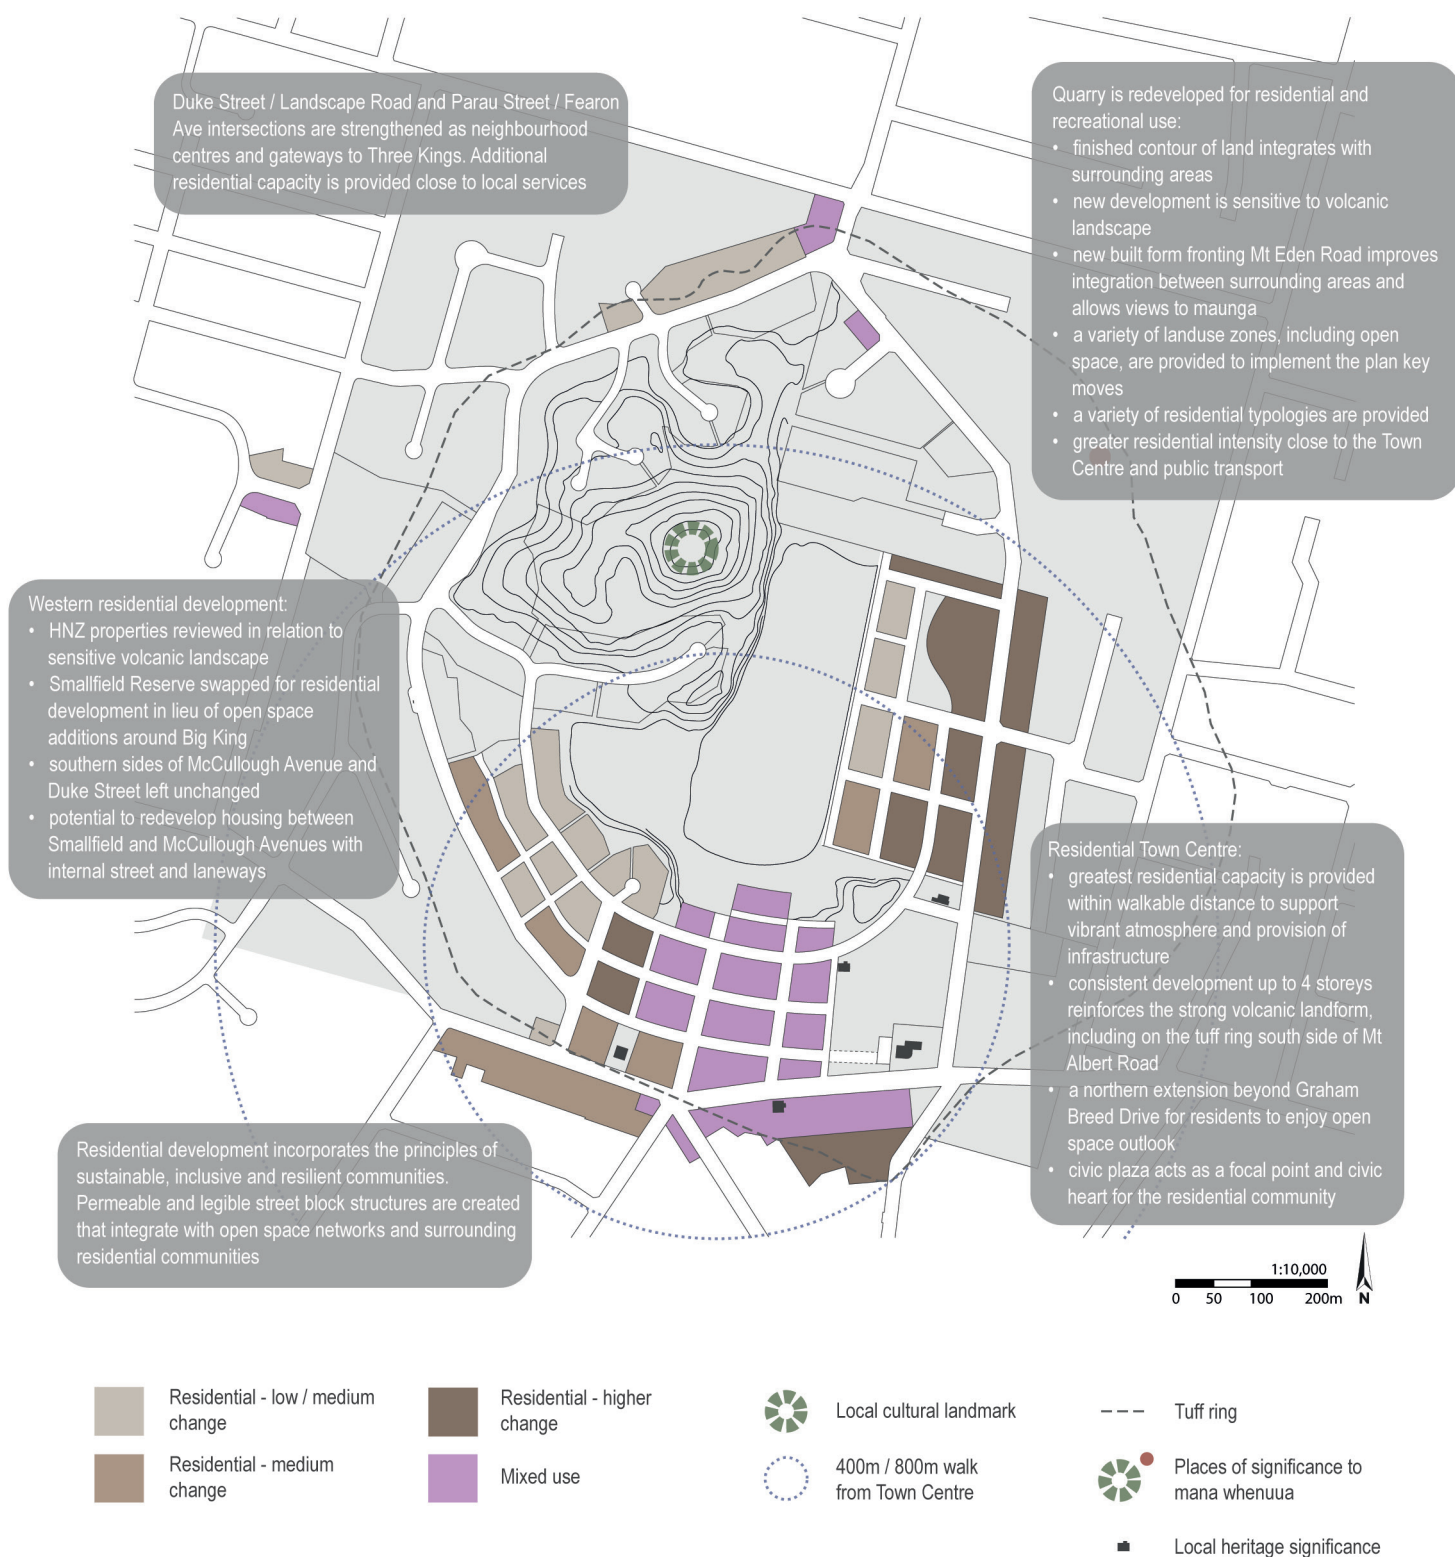 Duke Street / Landscape Road and Parau Street / Fearon
Ave intersections are strengthened as neighbourhood
centres and gateways to Three Kings. Additional
residential capacity is provided close to local services
Quarry is redeveloped for residential and
recreational use:
• finished contour of land integrates with
surrounding areas
• new development is sensitive to volcanic
landscape
• new built form fronting Mt Eden Road improves
integration between surrounding areas and
allows views to maunga
• a variety of landuse zones, including open
space, are provided to implement the plan key
moves
• a variety of residential typologies are provided
• greater residential intensity close to the Town
Centre and public transport
Western residential development:
• HNZ properties reviewed in relation to
sensitive volcanic landscape
• Smallfield Reserve swapped for residential
development in lieu of open space
additions around Big King
• southern sides of McCullough Avenue and
Duke Street left unchanged
• potential to redevelop housing between
Smallfield and McCullough Avenues with
internal street and laneways
Residential Town Centre:
• greatest residential capacity is provided
within walkable distance to support
vibrant atmosphere and provision of
infrastructure
• consistent development up to 4 storeys
reinforces the strong volcanic landform,
including on the tuff ring south side of Mt
Albert Road
• a northern extension beyond Graham
Breed Drive for residents to enjoy open
space outlook
• civic plaza acts as a focal point and civic
heart for the residential community
Residential development incorporates the principles of
sustainable, inclusive and resilient communities.
Permeable and legible street block structures are created
that integrate with open space networks and surrounding
residential communities
1:10,000
0 50 100 200m N
Residential - low / medium
change
Residential - higher
change
Local cultural landmark
Tuff ring
Residential - medium
change
Mixed use
400m / 800m walk
from Town Centre
Places of significance to
mana whenuua
Local heritage significance